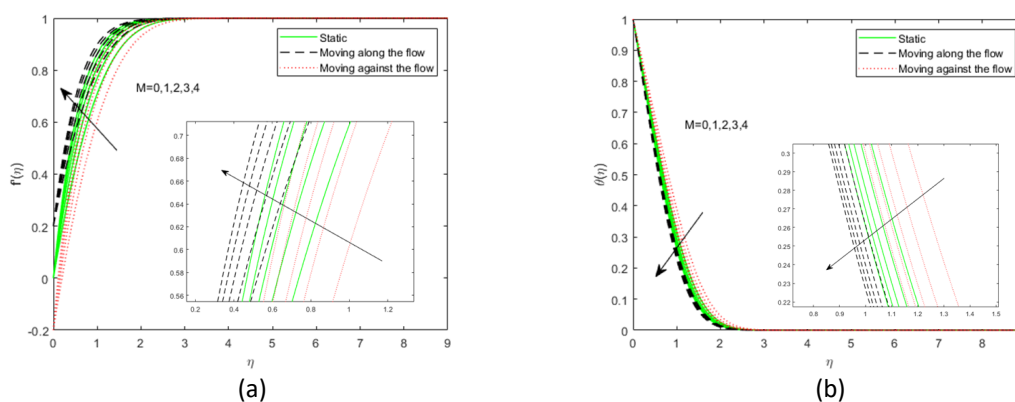 (a)
f'(η)
1
0.8
0.6
0.4
0.2
0
-0.2
0 1 2 3 4 5 6 7 8 9
η
Static
Moving along the flow
Moving against the flow
M=0,1,2,3,4
0.7
0.68
0.66
0.64
0.62
0.6
0.58
0.56
0.2 0.4 0.6 0.8 1 1.2
(a)
(b)
θ(η)
1
0.9
0.8
0.7
0.6
0.5
0.4
0.3
0.2
0.1
0
0 1 2 3 4 5 6 7 8
η
Static
Moving along the flow
Moving against the flow
M=0,1,2,3,4
0.3
0.29
0.28
0.27
0.26
0.25
0.24
0.23
0.22
0.8 0.9 1 1.1 1.2 1.3 1.4 1.5
(b)